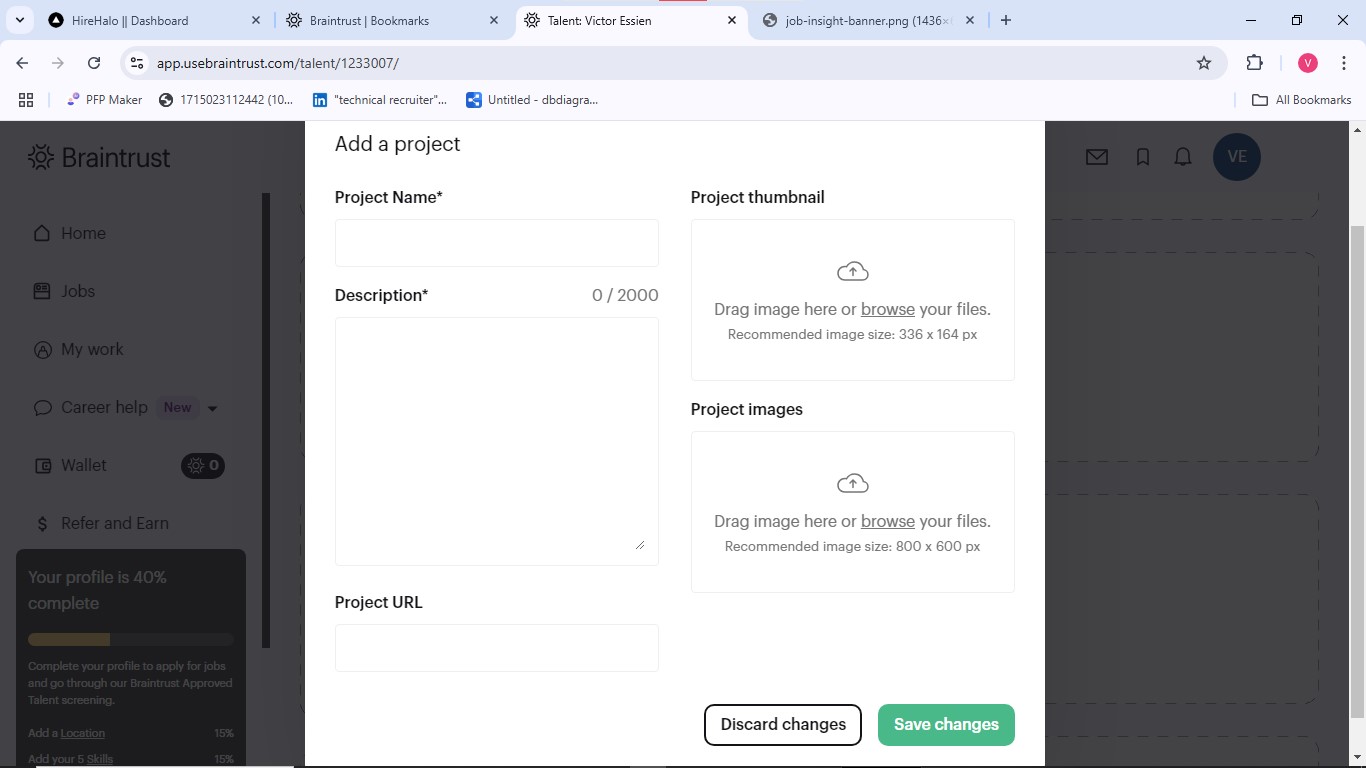 HireHalo || Dashboard
Braintrust | Bookmarks
Talent: Victor Essien
job-insight-banner.png (1436×
app.usebraintrust.com/talent/1233007/
V
PFP Maker
1715023112442 (10...
"technical recruiter"...
Untitled - dbdiagra...
All Bookmarks
Braintrust
VE
Home
Jobs
My work
Career help New
Wallet 0
Refer and Earn
Your profile is 40%
complete
Complete your profile to apply for jobs
and go through our Braintrust Approved
Talent screening.
Add a Location 15%
Add your 5 Skills 15%
Add a project
Project Name*
Description* 0 / 2000
Project URL
Project thumbnail
Drag image here or browse your files.
Recommended image size: 336 x 164 px
Project images
Drag image here or browse your files.
Recommended image size: 800 x 600 px
Discard changes
Save changes